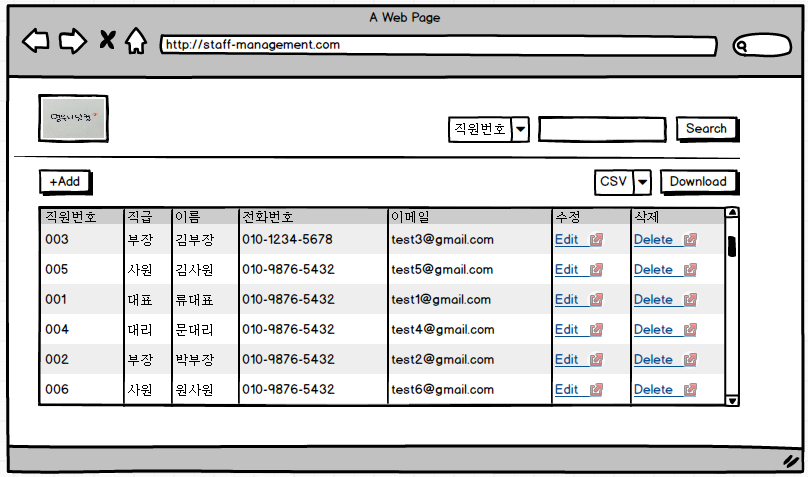 A Web Page
http://staff-management.com
직원번호 Search
+Add CSV Download
직원번호 직급 이름 전화번호 이메일 수정 삭제
003 부장 김부장 010-1234-5678 test3@gmail.com Edit Delete
005 사원 김사원 010-9876-5432 test5@gmail.com Edit Delete
001 대표 류대표 010-9876-5432 test1@gmail.com Edit Delete
004 대리 문대리 010-9876-5432 test4@gmail.com Edit Delete
002 부장 박부장 010-9876-5432 test2@gmail.com Edit Delete
006 사원 원사원 010-9876-5432 test6@gmail.com Edit Delete